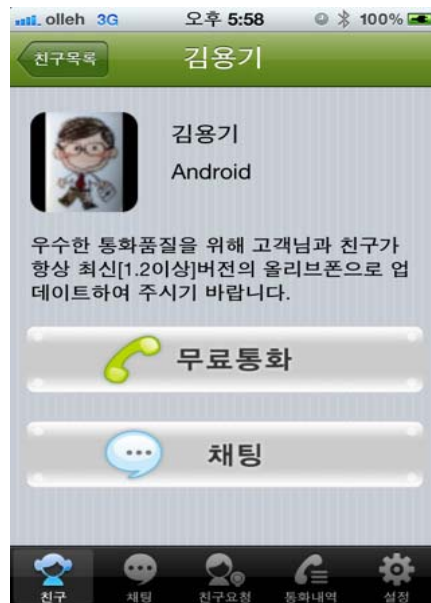 olleh 3G 오후 5:58 100%
친구목록 김용기
김용기
Android
우수한 통화품질을 위해 고객님과 친구가
항상 최신[1.2이상]버전의 올리브폰으로 업
데이트하여 주시기 바랍니다.
무료통화
채팅
친구 채팅 친구요청 통화내역 설정